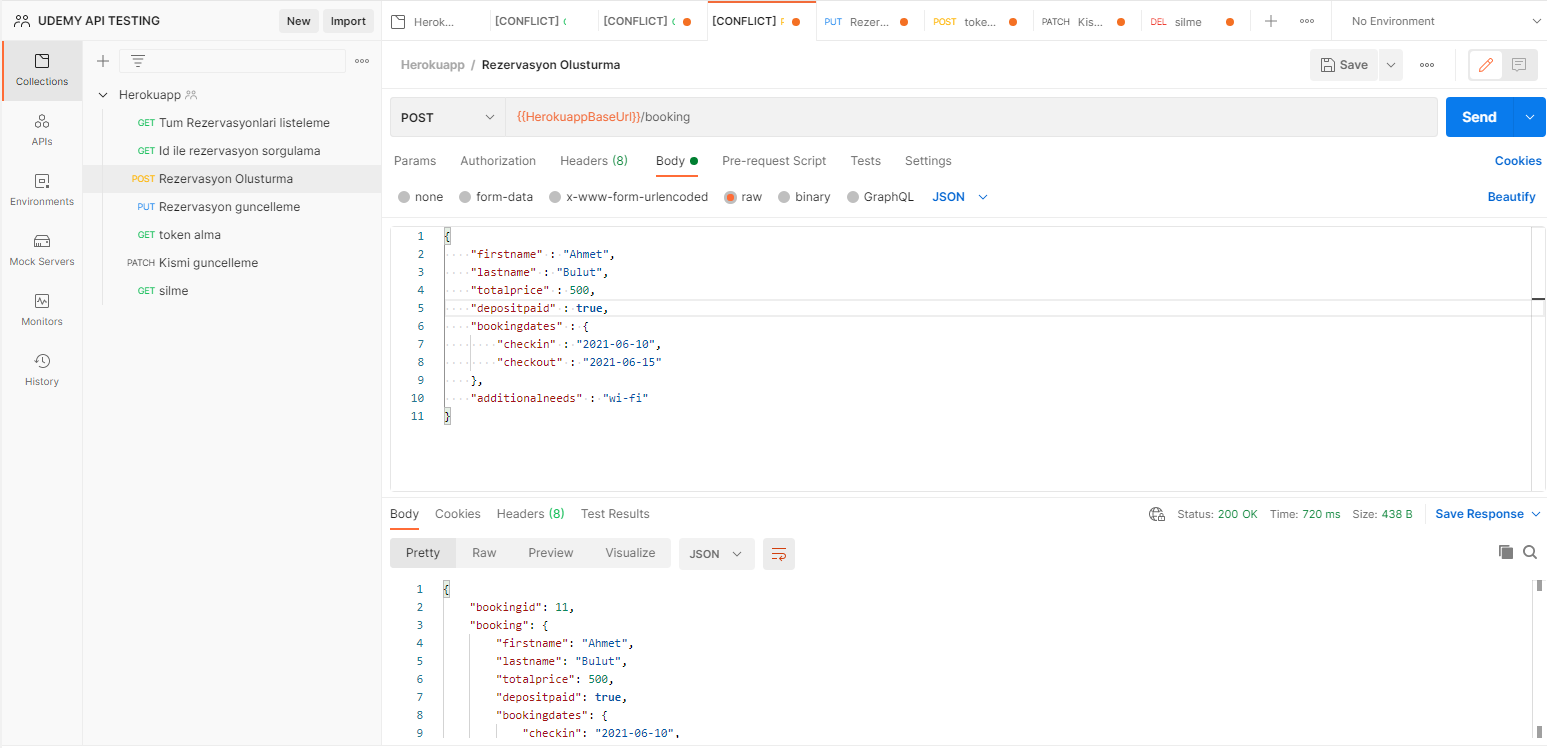 UDEMY API TESTING
New
Import
Herok...
[CONFLICT]
[CONFLICT]
[CONFLICT]
PUT Rezer...
POST toke...
PATCH Kis...
DEL silme
No Environment
Collections
APIs
Environments
Mock Servers
Monitors
History
Herokuapp
GET Tum Rezervasyonlari listeleme
GET Id ile rezervasyon sorgulama
POST Rezervasyon Olusturma
PUT Rezervasyon guncelleme
GET token alma
PATCH Kismi guncelleme
GET silme
Herokuapp / Rezervasyon Olusturma
Save
POST
{{HerokuappBaseUrl}}/booking
Send
Params Authorization Headers (8) Body Pre-request Script Tests Settings
Cookies
none form-data x-www-form-urlencoded raw binary GraphQL JSON
Beautify
1 {
2 "firstname" : "Ahmet",
3 "lastname" : "Bulut",
4 "totalprice" : 500,
5 "depositpaid" : true,
6 "bookingdates" : {
7 "checkin" : "2021-06-10",
8 "checkout" : "2021-06-15"
9 },
10 "additionalneeds" : "wi-fi"
11 }
Body Cookies Headers (8) Test Results
Status: 200 OK Time: 720 ms Size: 438 B
Save Response
Pretty Raw Preview Visualize JSON
1 {
2 "bookingid": 11,
3 "booking": {
4 "firstname": "Ahmet",
5 "lastname": "Bulut",
6 "totalprice": 500,
7 "depositpaid": true,
8 "bookingdates": {
9 "checkin": "2021-06-10",